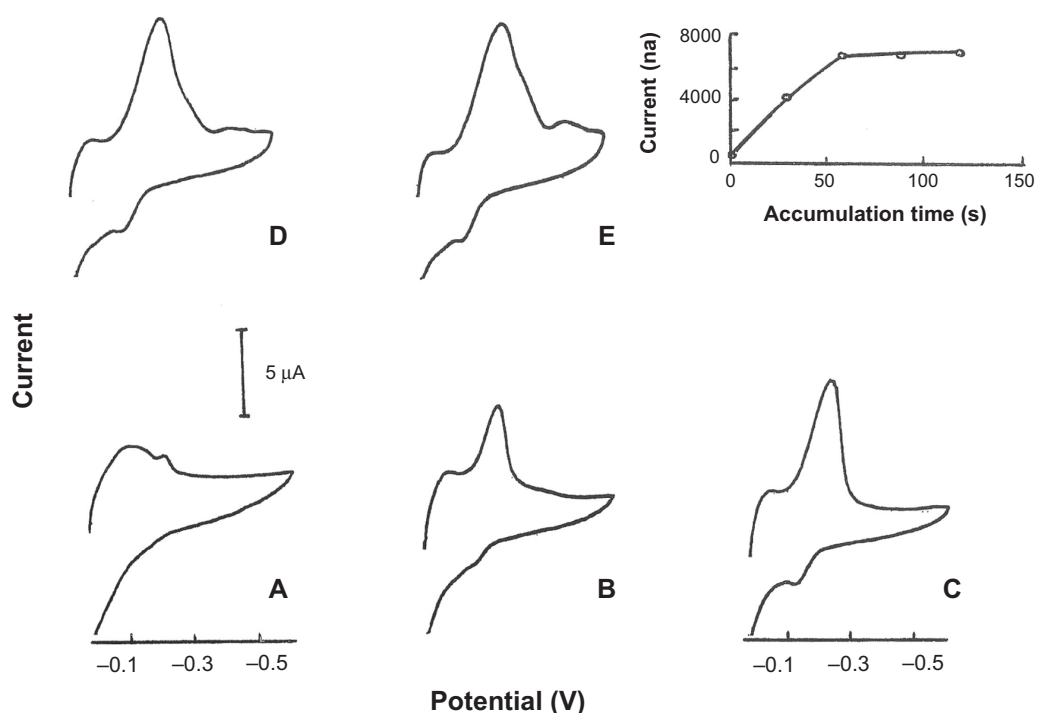 8000
4000
0
Current (na)
0 50 100 150
Accumulation time (s)
D
E
Current
5 μA
A
B
C
–0.1 –0.3 –0.5
–0.1 –0.3 –0.5
Potential (V)